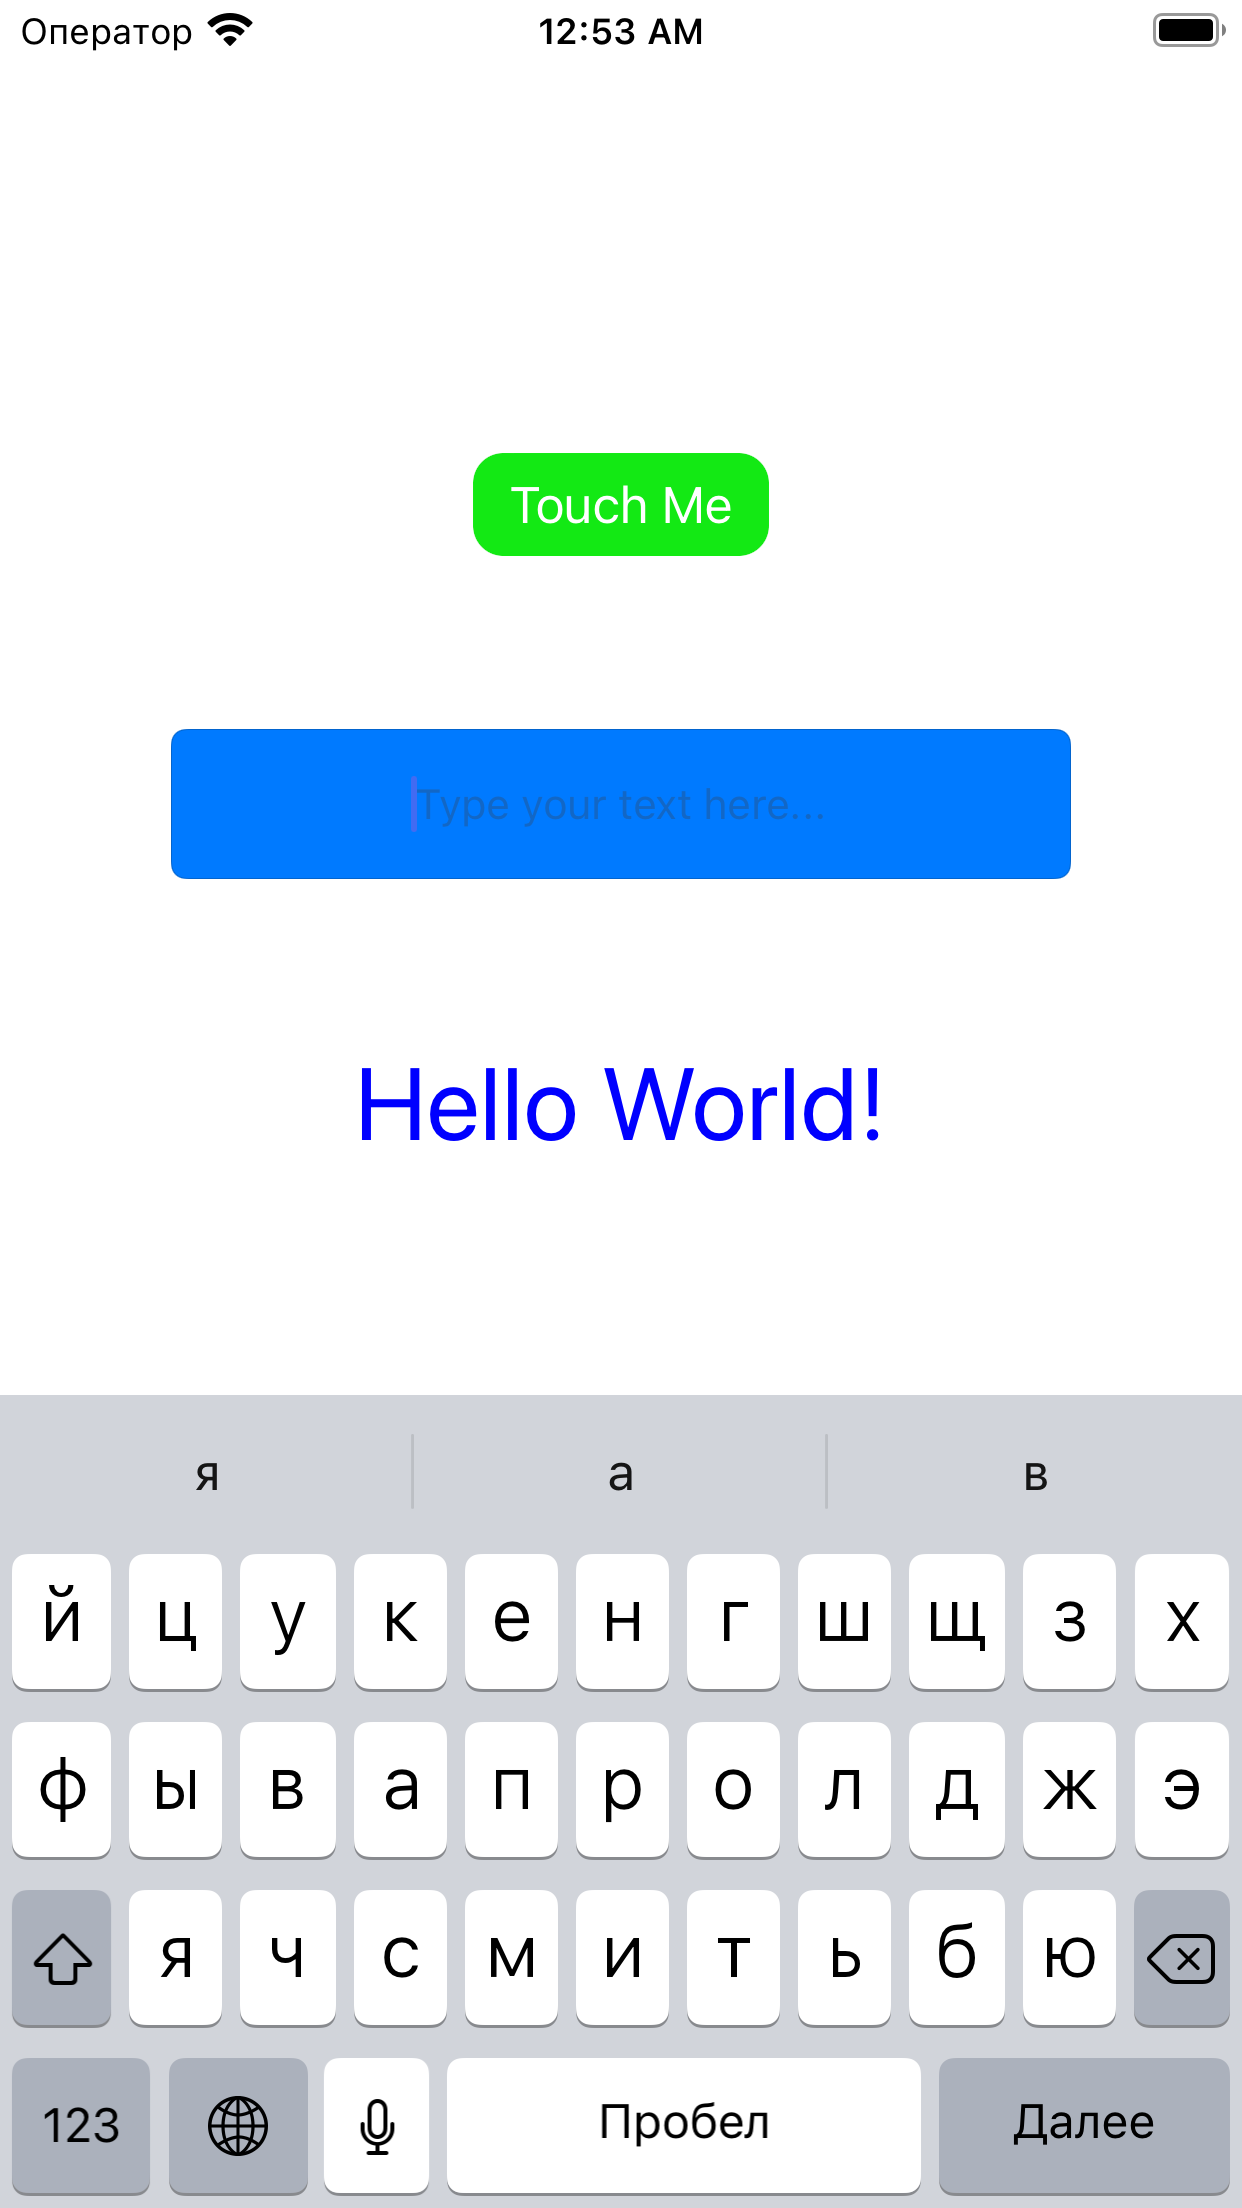 Оператор 12:53 AM
Touch Me
Type your text here...
Hello World!
я а в
й ц у к е н г ш щ з х
ф ы в а п р о л д ж э
я ч с м и т ь б ю
123 Пробел Далее